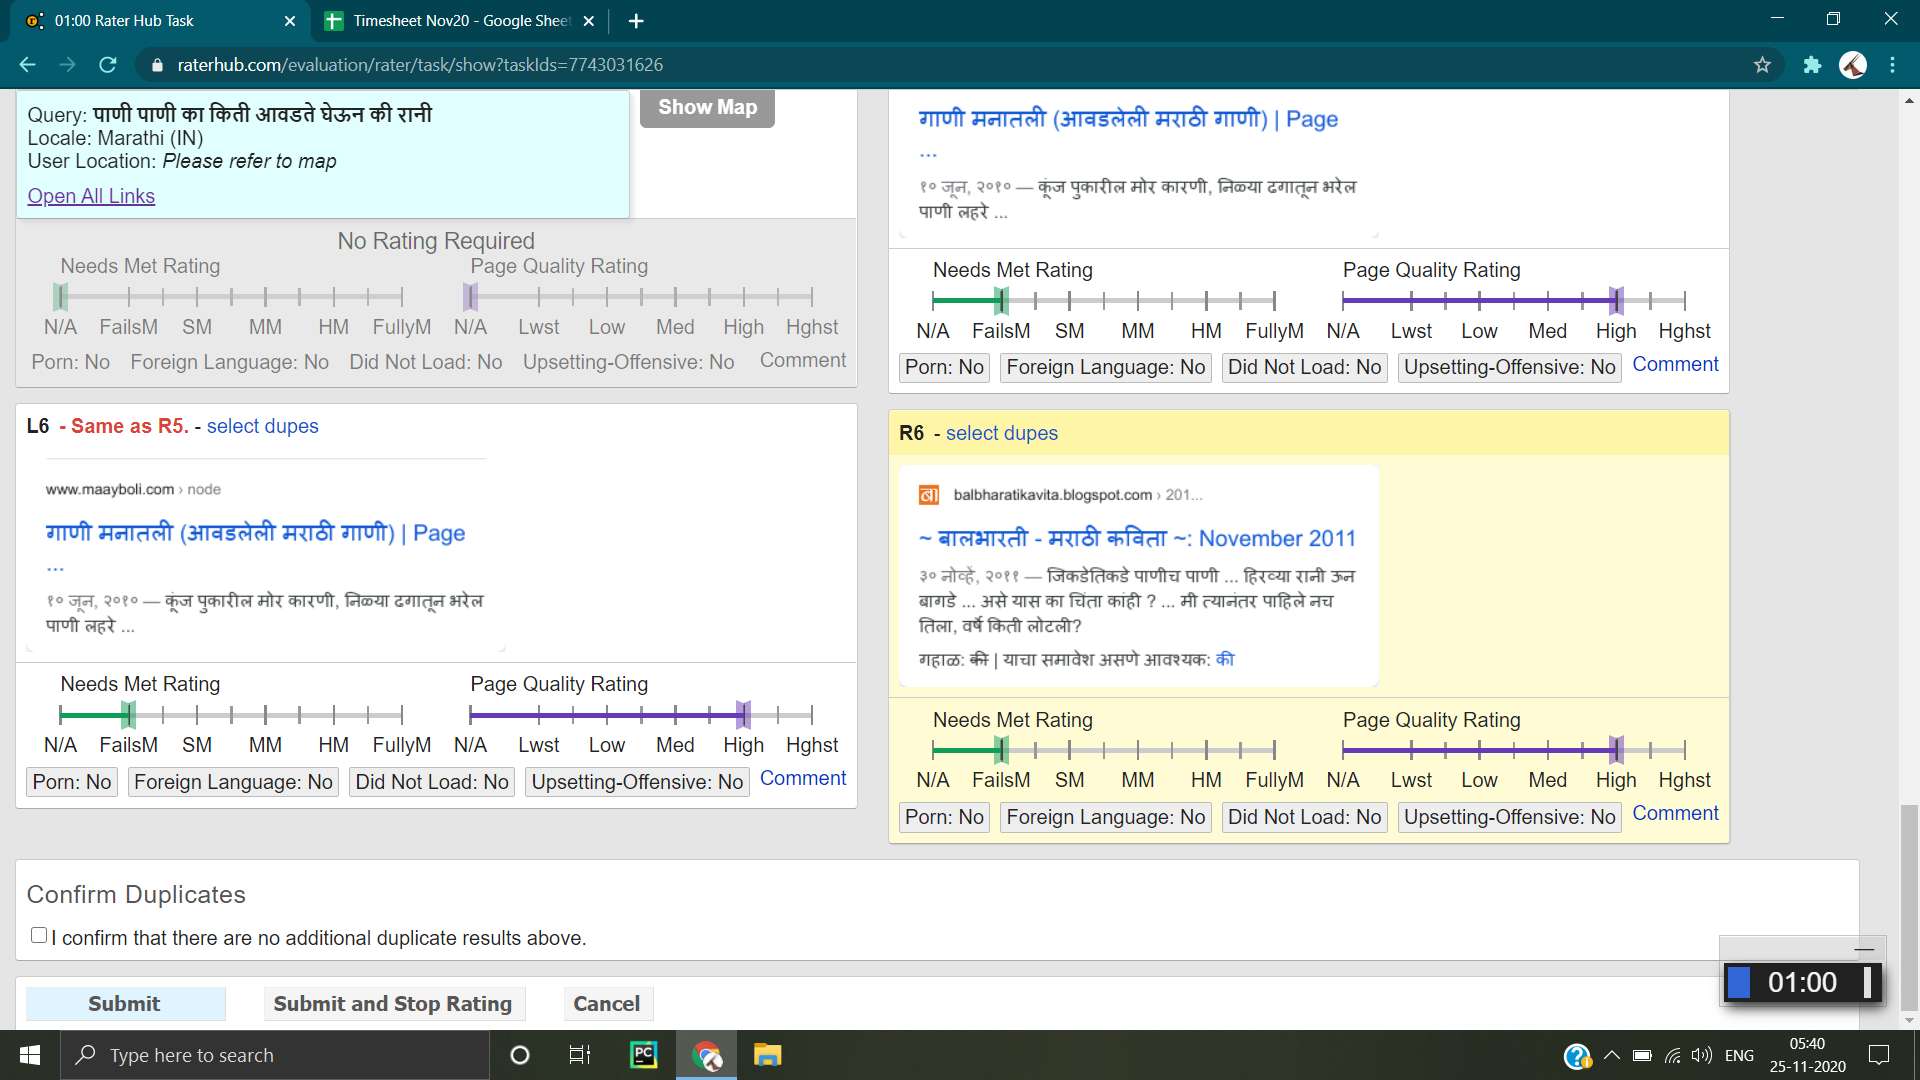 01:00 Rater Hub Task
Timesheet Nov20 - Google Sheet
raterhub.com/evaluation/rater/task/show?taskIds=7743031626
Query: पाणी पाणी का किती आवडते घेऊन की रानी
Locale: Marathi (IN)
User Location: Please refer to map
Open All Links
Show Map
No Rating Required
Needs Met Rating
Page Quality Rating
N/A FailsM SM MM HM FullyM
N/A Lwst Low Med High Hghst
Porn: No Foreign Language: No Did Not Load: No Upsetting-Offensive: No Comment
गाणी मनातली (आवडलेली मराठी गाणी) | Page
...
१० जून, २०१० — कूंज पुकारील मोर कारणी, निळ्या ढगातून भरेल
पाणी लहरे ...
Needs Met Rating
Page Quality Rating
N/A FailsM SM MM HM FullyM
N/A Lwst Low Med High Hghst
Porn: No Foreign Language: No Did Not Load: No Upsetting-Offensive: No Comment
L6 - Same as R5. - select dupes
www.maayboli.com › node
गाणी मनातली (आवडलेली मराठी गाणी) | Page
...
१० जून, २०१० — कूंज पुकारील मोर कारणी, निळ्या ढगातून भरेल
पाणी लहरे ...
Needs Met Rating
Page Quality Rating
N/A FailsM SM MM HM FullyM
N/A Lwst Low Med High Hghst
Porn: No Foreign Language: No Did Not Load: No Upsetting-Offensive: No Comment
R6 - select dupes
बा
balbharatikavita.blogspot.com › 201...
~ बालभारती - मराठी कविता ~: November 2011
३० नोव्हें, २०११ — जिकडेतिकडे पाणीच पाणी ... हिरव्या रानी ऊन
बागडे ... असे यास का चिंता कांही ? ... मी त्यानंतर पाहिले नच
तिला, वर्षे किती लोटली?
गहाळ: की | याचा समावेश असणे आवश्यक: की
Needs Met Rating
Page Quality Rating
N/A FailsM SM MM HM FullyM
N/A Lwst Low Med High Hghst
Porn: No Foreign Language: No Did Not Load: No Upsetting-Offensive: No Comment
Confirm Duplicates
I confirm that there are no additional duplicate results above.
01:00
Submit
Submit and Stop Rating
Cancel
Type here to search
PC
ENG
05:40
25-11-2020